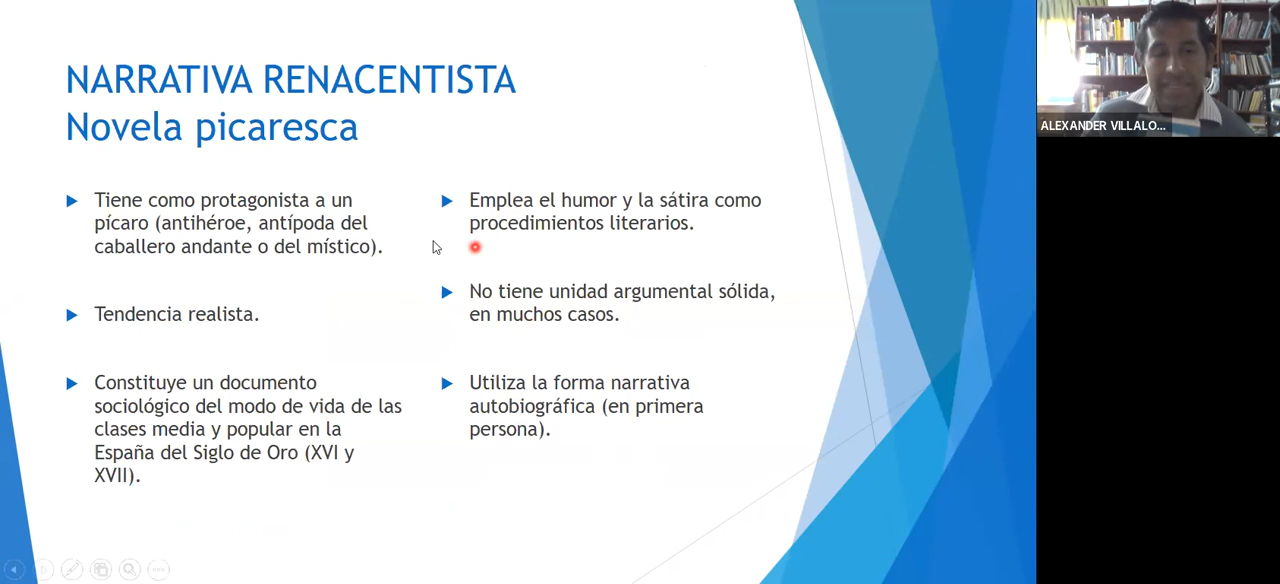 NARRATIVA RENACENTISTA
Novela picaresca
Tiene como protagonista a un
pícaro (antihéroe, antípoda del
caballero andante o del místico).
Tendencia realista.
Constituye un documento
sociológico del modo de vida de las
clases media y popular en la
España del Siglo de Oro (XVI y
XVII).
Emplea el humor y la sátira como
procedimientos literarios.
No tiene unidad argumental sólida,
en muchos casos.
Utiliza la forma narrativa
autobiográfica (en primera
persona).
ALEXANDER VILLALO...